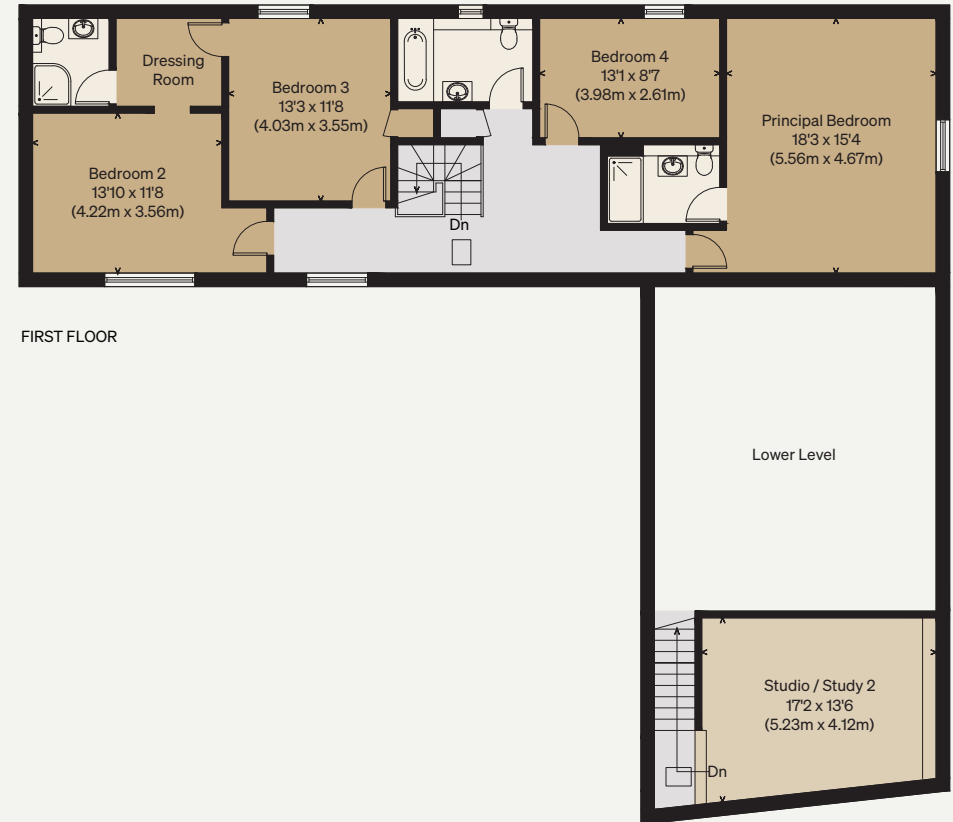 Dressing
Room
Bedroom 3
13'3 x 11'8
(4.03m x 3.55m)
Bedroom 4
13'1 x 8'7
(3.98m x 2.61m)
Principal Bedroom
18'3 x 15'4
(5.56m x 4.67m)
Bedroom 2
13'10 x 11'8
(4.22m x 3.56m)
Dn
FIRST FLOOR
Lower Level
Studio / Study 2
17'2 x 13'6
(5.23m x 4.12m)
Dn